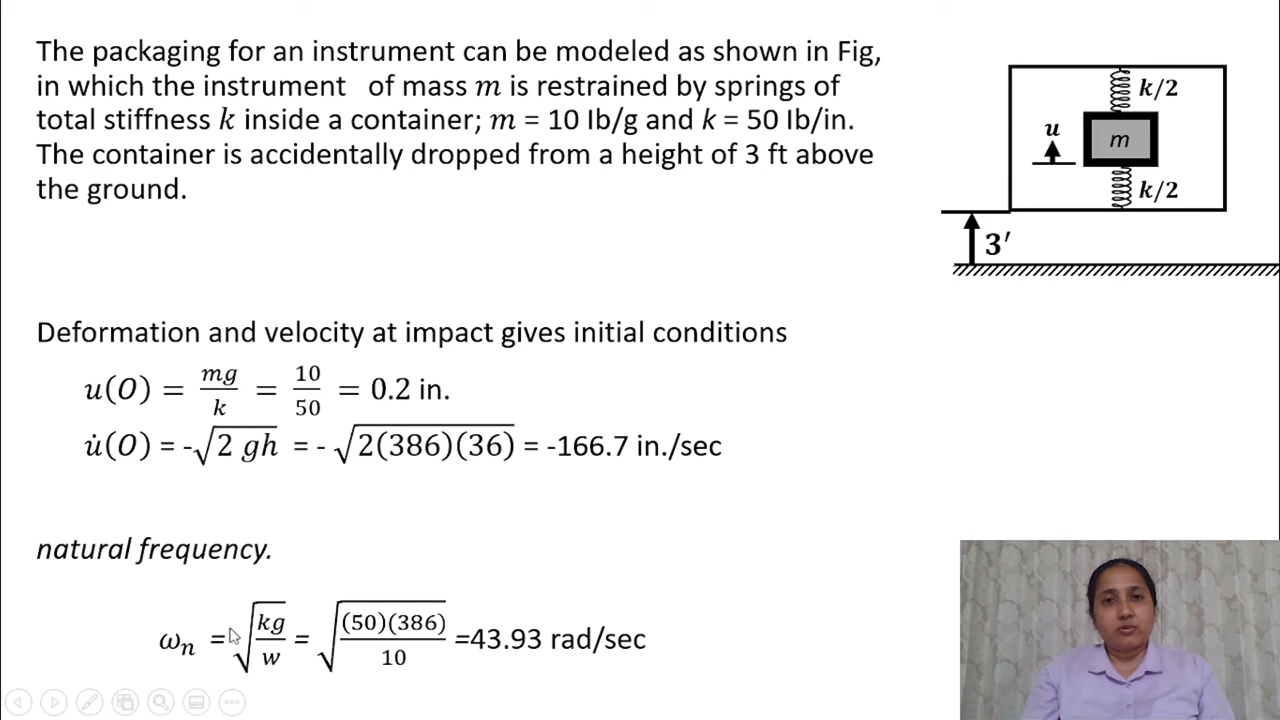 The packaging for an instrument can be modeled as shown in Fig,
in which the instrument of mass m is restrained by springs of
total stiffness k inside a container; m = 10 Ib/g and k = 50 Ib/in.
The container is accidentally dropped from a height of 3 ft above
the ground.
k/2
u
m
k/2
3′
Deformation and velocity at impact gives initial conditions
u(O) = mg/k = 10/50 = 0.2 in.
u̇(O) = -√2 gh = - √2(386)(36) = -166.7 in./sec
natural frequency.
ωn = √kg/w = √(50)(386)/10 =43.93 rad/sec